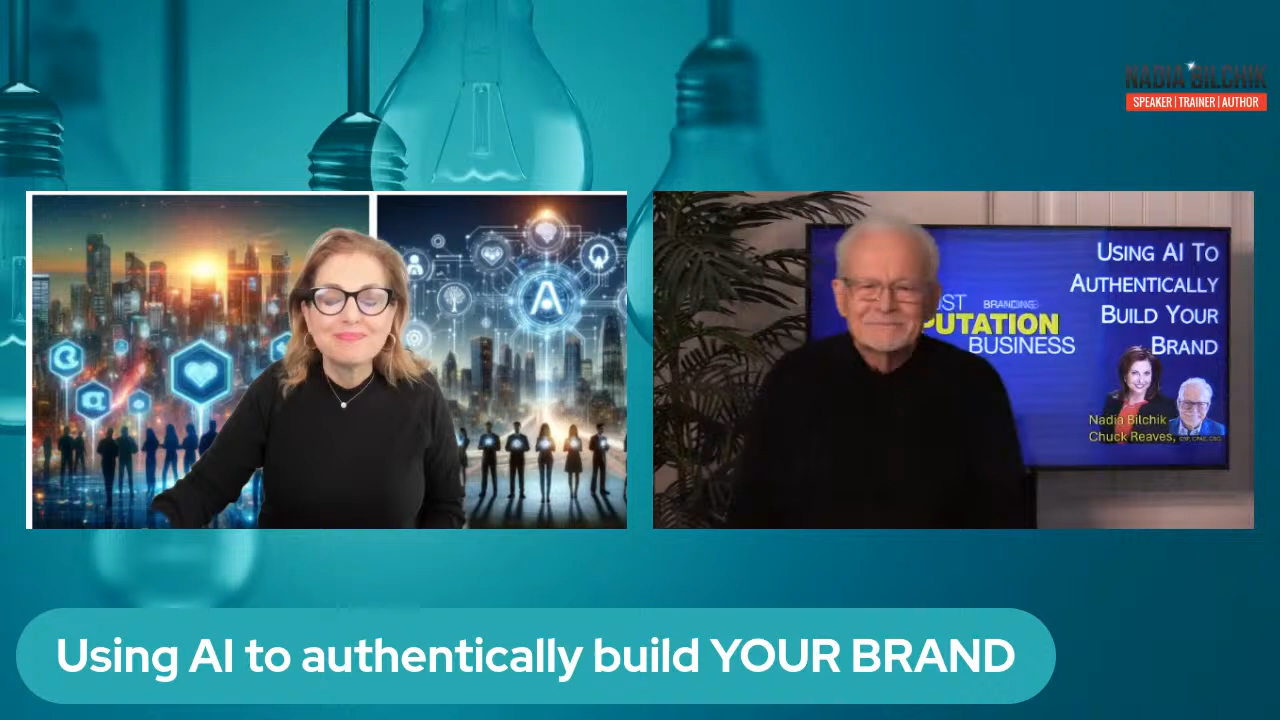 NADIA BILCHIK
SPEAKER | TRAINER | AUTHOR
BRANDING
PUTATION
BUSINESS
USING AI TO
AUTHENTICALLY
BUILD YOUR
BRAND
Nadia Bilchik
Chuck Reaves,
Using AI to authentically build YOUR BRAND